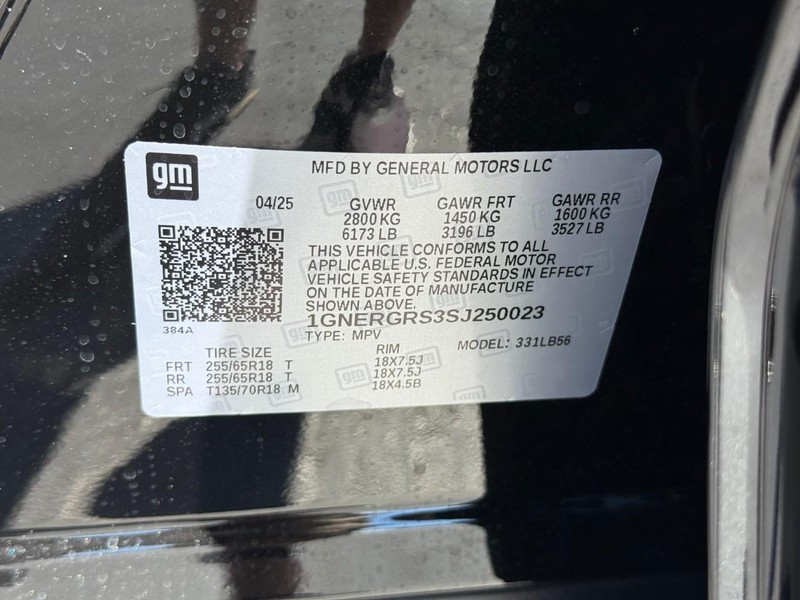 gm MFD BY GENERAL MOTORS LLC
04/25 GVWR GAWR FRT GAWR RR
2800 KG 1450 KG 1600 KG
6173 LB 3196 LB 3527 LB
THIS VEHICLE CONFORMS TO ALL
APPLICABLE U.S. FEDERAL MOTOR
VEHICLE SAFETY STANDARDS IN EFFECT
ON THE DATE OF MANUFACTURE
SHOWN ABOVE.
384A
1GNERGRS3SJ250023
TYPE: MPV MODEL: 331LB56
TIRE SIZE RIM
FRT 255/65R18 T 18X7.5J
RR 255/65R18 T 18X7.5J
SPA T135/70R18 M 18X4.5B